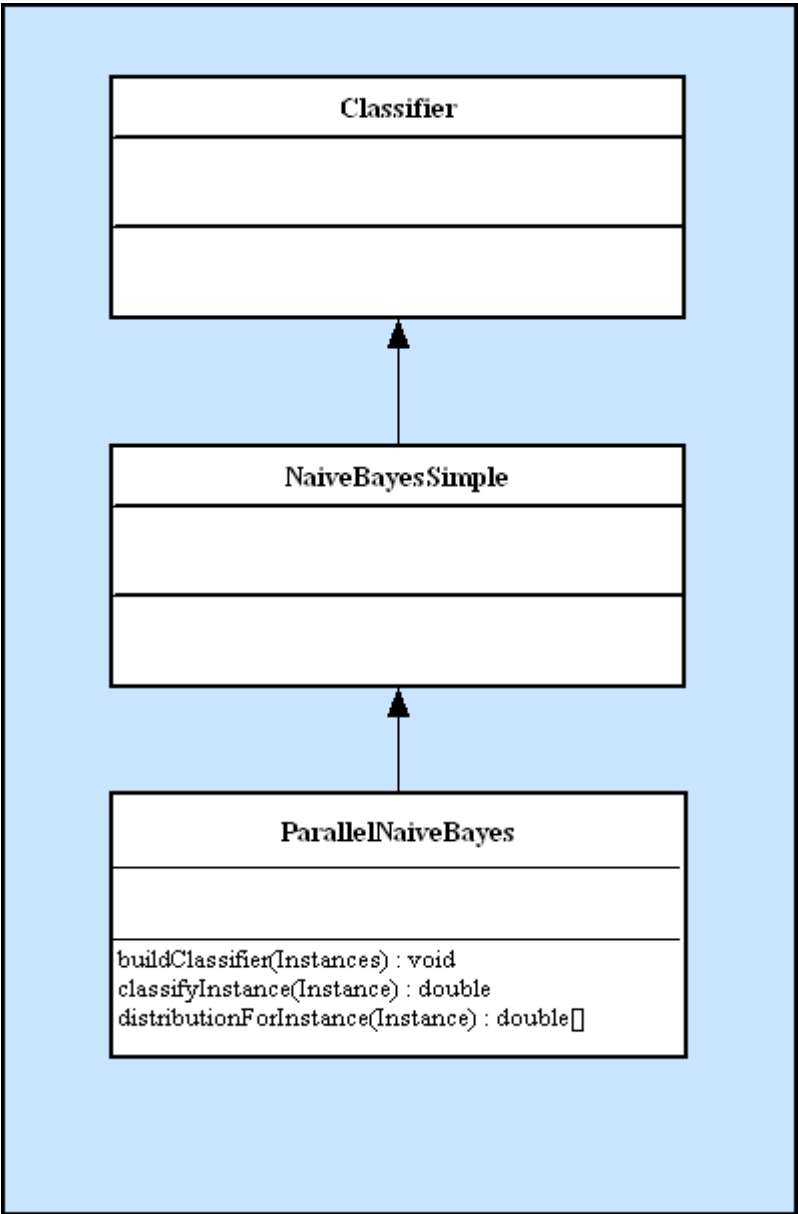 Classifier
NaiveBayesSimple
ParallelNaiveBayes
buildClassifier(Instances) : void
classifyInstance(Instance) : double
distributionForInstance(Instance) : double[]